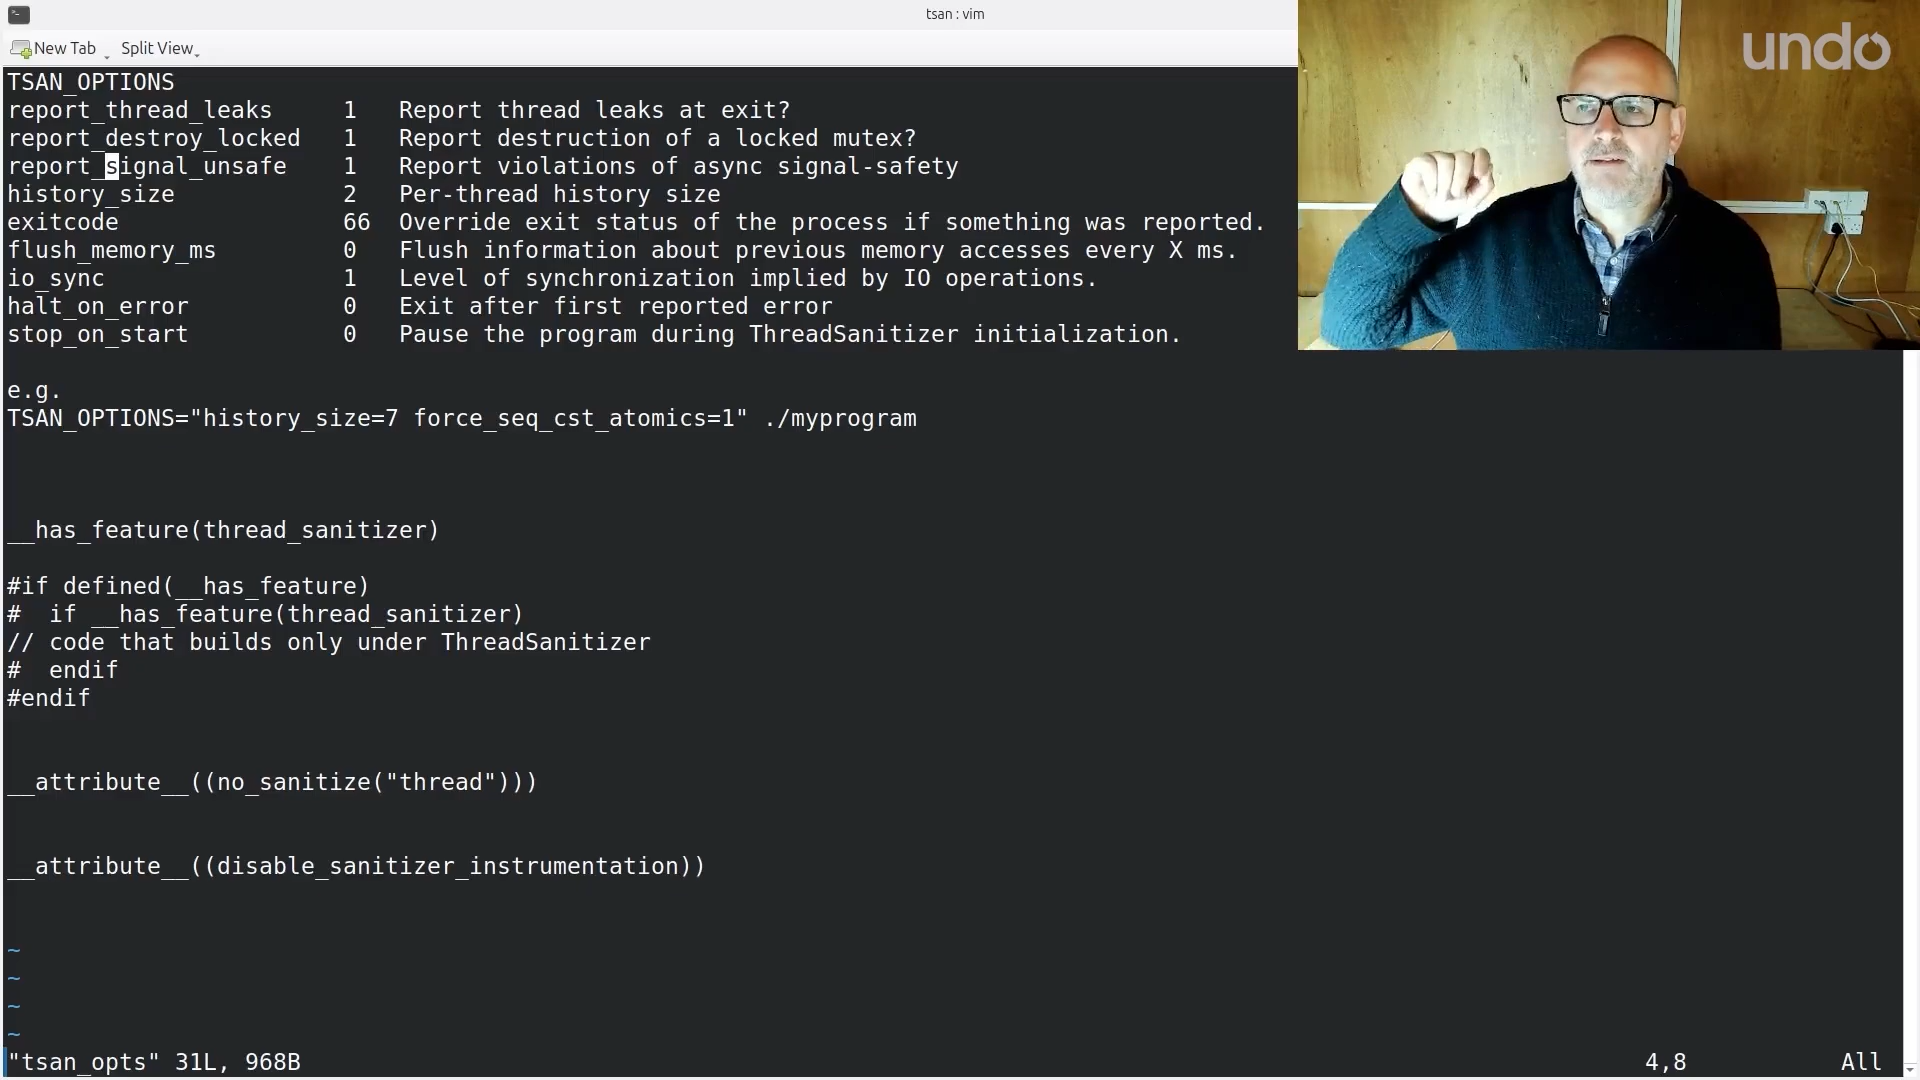 tsan : vim
New Tab Split View
undo
TSAN_OPTIONS
report_thread_leaks 1 Report thread leaks at exit?
report_destroy_locked 1 Report destruction of a locked mutex?
report_signal_unsafe 1 Report violations of async signal-safety
history_size 2 Per-thread history size
exitcode 66 Override exit status of the process if something was reported.
flush_memory_ms 0 Flush information about previous memory accesses every X ms.
io_sync 1 Level of synchronization implied by IO operations.
halt_on_error 0 Exit after first reported error
stop_on_start 0 Pause the program during ThreadSanitizer initialization.
e.g.
TSAN_OPTIONS="history_size=7 force_seq_cst_atomics=1" ./myprogram
__has_feature(thread_sanitizer)
#if defined(__has_feature)
#  if __has_feature(thread_sanitizer)
// code that builds only under ThreadSanitizer
#  endif
#endif
__attribute__((no_sanitize("thread")))
__attribute__((disable_sanitizer_instrumentation))
~
~
~
~
"tsan_opts" 31L, 968B 4,8 All